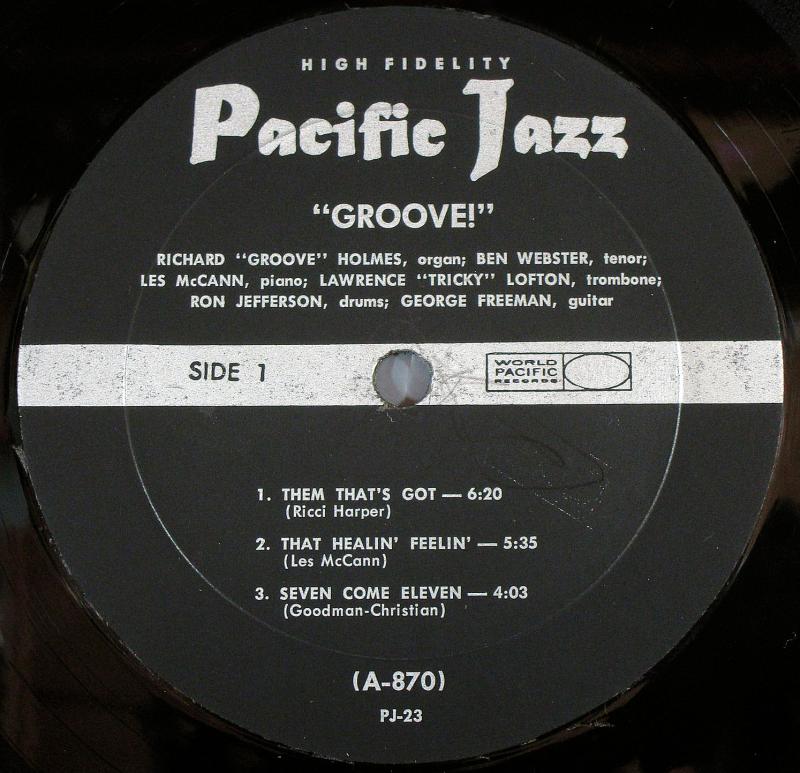 HIGH FIDELITY
Pacific Jazz
“GROOVE!”
RICHARD “GROOVE” HOLMES, organ; BEN WEBSTER, tenor;
LES McCANN, piano; LAWRENCE “TRICKY” LOFTON, trombone;
RON JEFFERSON, drums; GEORGE FREEMAN, guitar
SIDE 1
WORLD
PACIFIC
RECORDS
1. THEM THAT'S GOT — 6:20
(Ricci Harper)
2. THAT HEALIN' FEELIN' — 5:35
(Les McCann)
3. SEVEN COME ELEVEN — 4:03
(Goodman-Christian)
(A-870)
PJ-23